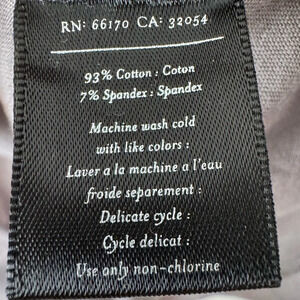 RN: 66170 CA: 32054
93% Cotton : Coton
7% Spandex : Spandex
Machine wash cold
with like colors :
Laver a la machine a l'eau
froide separement :
Delicate cycle :
Cycle delicat :
Use only non-chlorine